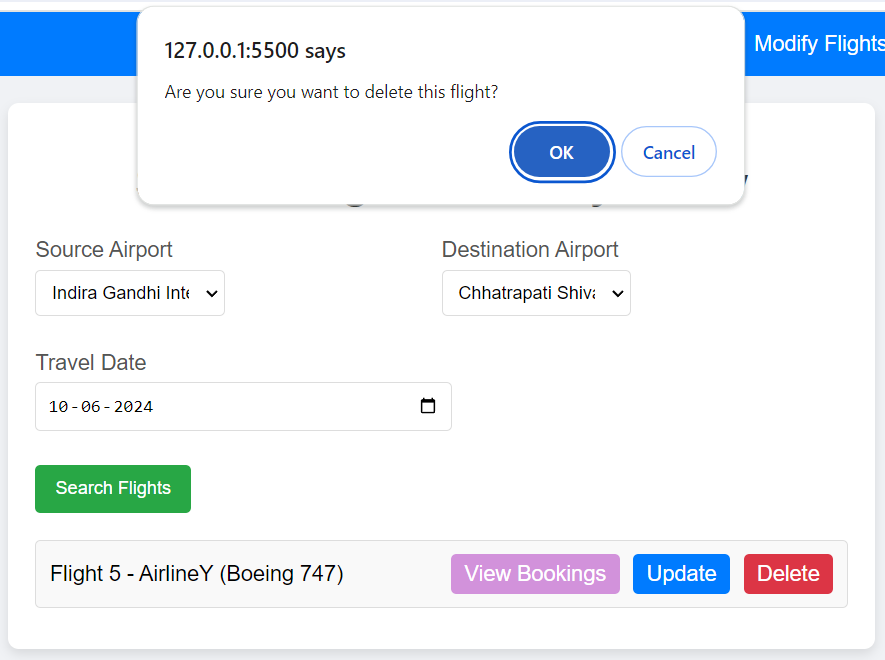 Modify Flights
127.0.0.1:5500 says
Are you sure you want to delete this flight?
OK Cancel
Source Airport Destination Airport
Indira Gandhi Inte Chhatrapati Shiva
Travel Date
10-06-2024
Search Flights
Flight 5 - AirlineY (Boeing 747) View Bookings Update Delete